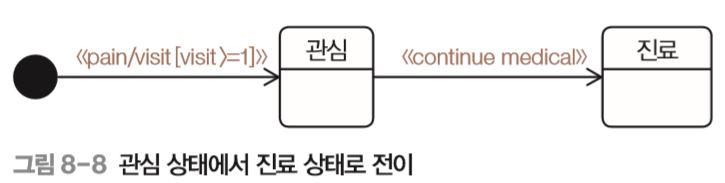 《pain/visit [visit 〉=1]》
관심
《continue medical》
진료
그림 8-8 관심 상태에서 진료 상태로 전이